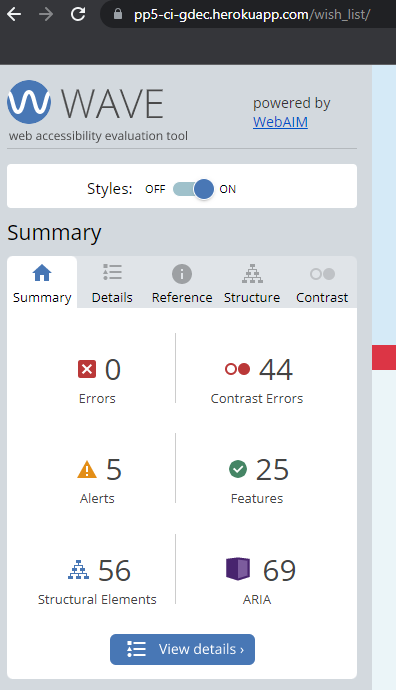 pp5-ci-gdec.herokuapp.com/wish_list/
WAVE
web accessibility evaluation tool
powered by
WebAIM
Styles: OFF ON
Summary
Summary Details Reference Structure Contrast
0 44
Errors Contrast Errors
5 25
Alerts Features
56 69
Structural Elements ARIA
View details ›